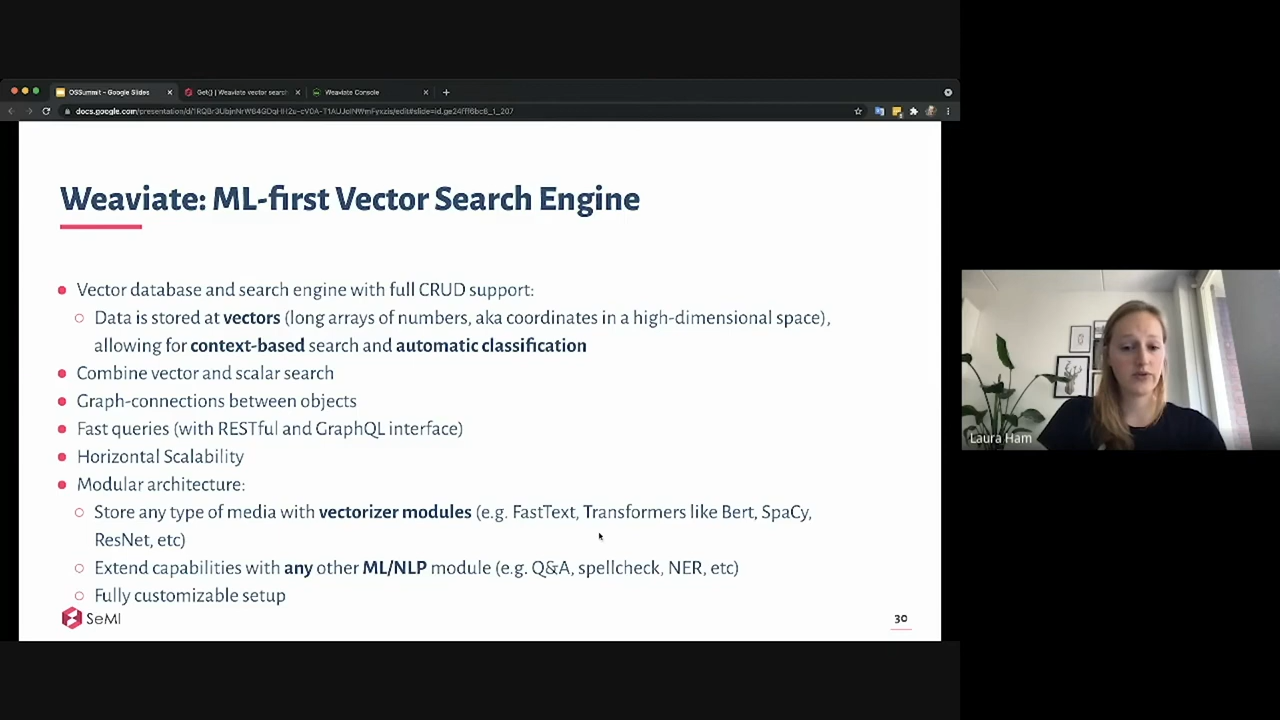 OSSummit - Google Slides
Get{} | Weaviate vector search
Weaviate Console
Weaviate: ML-first Vector Search Engine
Vector database and search engine with full CRUD support:
Data is stored at vectors (long arrays of numbers, aka coordinates in a high-dimensional space),
allowing for context-based search and automatic classification
Combine vector and scalar search
Graph-connections between objects
Fast queries (with RESTful and GraphQL interface)
Horizontal Scalability
Modular architecture:
Store any type of media with vectorizer modules (e.g. FastText, Transformers like Bert, SpaCy,
ResNet, etc)
Extend capabilities with any other ML/NLP module (e.g. Q&A, spellcheck, NER, etc)
Fully customizable setup
SeMI
30
Laura Ham